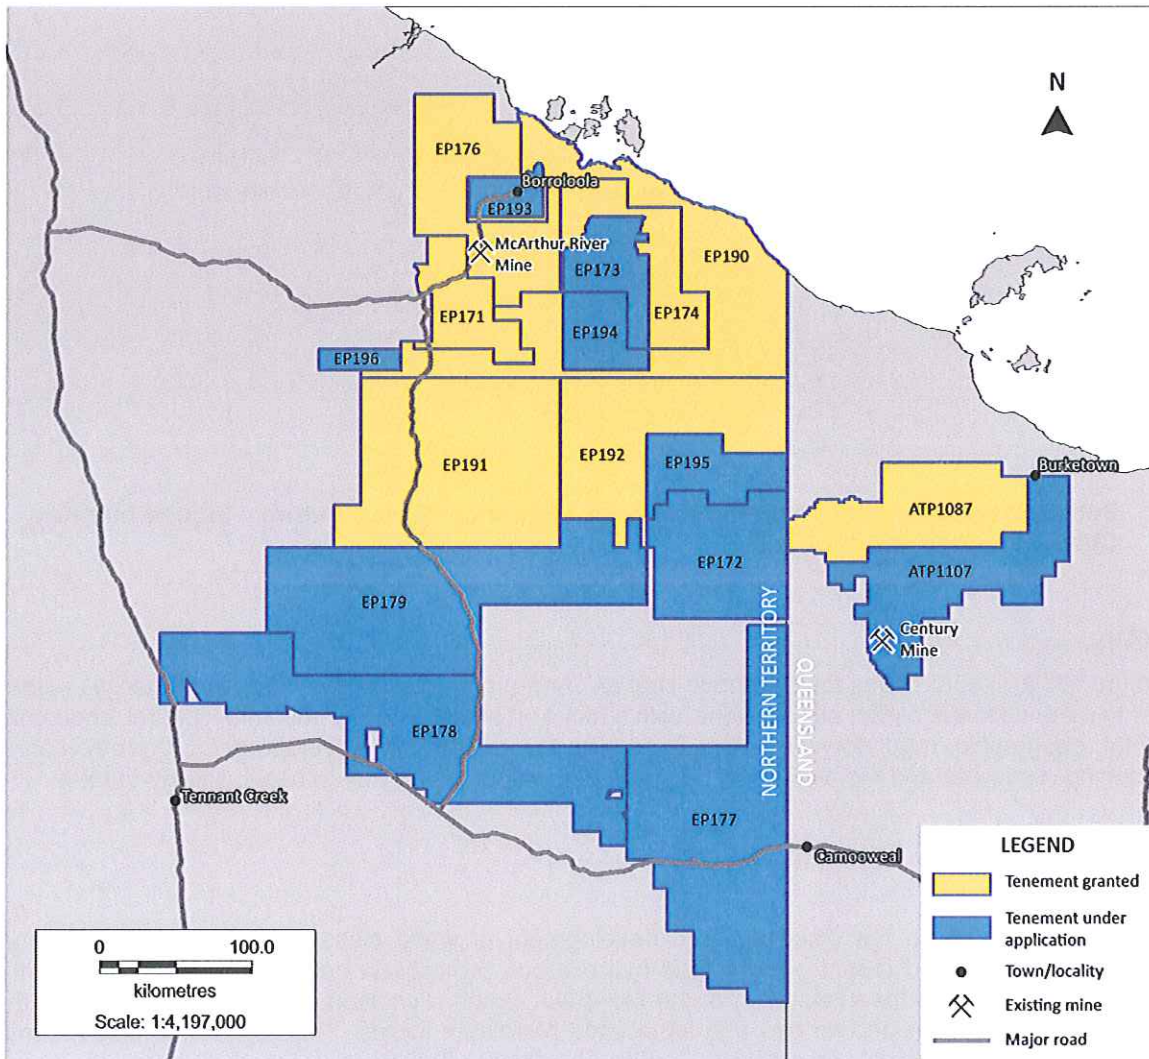 N
EP176
Borroloola
EP193
McArthur River
Mine
EP173
EP190
EP171
EP174
EP194
EP196
EP191
EP192
EP195
Burketown
ATP1087
EP172
ATP1107
EP179
NORTHERN TERRITORY
QUEENSLAND
Century
Mine
EP178
Tennant Creek
EP177
Camooweal
LEGEND
Tenement granted
Tenement under
application
Town/locality
Existing mine
Major road
0 100.0
kilometres
Scale: 1:4,197,000